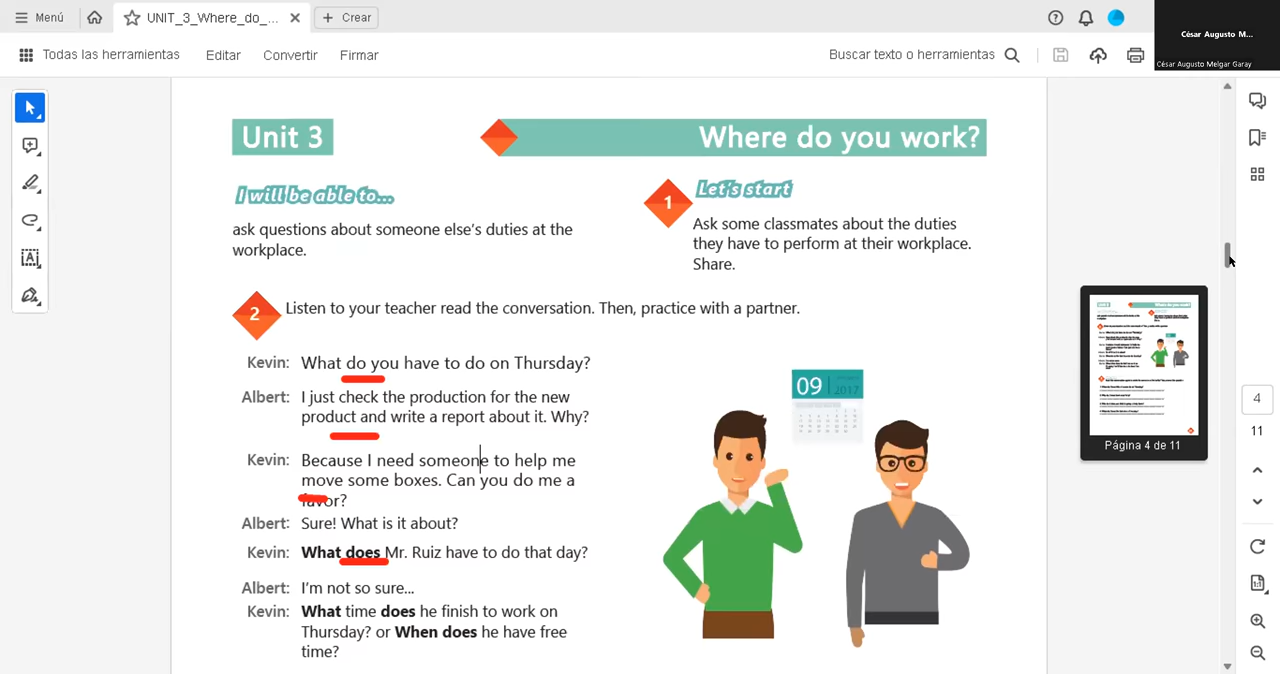 Menú
UNIT_3_Where_do_...
Crear
César Augusto M...
César Augusto Melgar Garay
Todas las herramientas
Editar
Convertir
Firmar
Buscar texto o herramientas
Unit 3
Where do you work?
I will be able to...
ask questions about someone else's duties at the
workplace.
1
Let's start
Ask some classmates about the duties
they have to perform at their workplace.
Share.
2
Listen to your teacher read the conversation. Then, practice with a partner.
Kevin: What do you have to do on Thursday?
Albert: I just check the production for the new
product and write a report about it. Why?
Kevin: Because I need someone to help me
move some boxes. Can you do me a
favor?
Albert: Sure! What is it about?
Kevin: What does Mr. Ruiz have to do that day?
Albert: I'm not so sure...
Kevin: What time does he finish to work on
Thursday? or When does he have free
time?
09
2017
Página 4 de 11
4
11
1:1